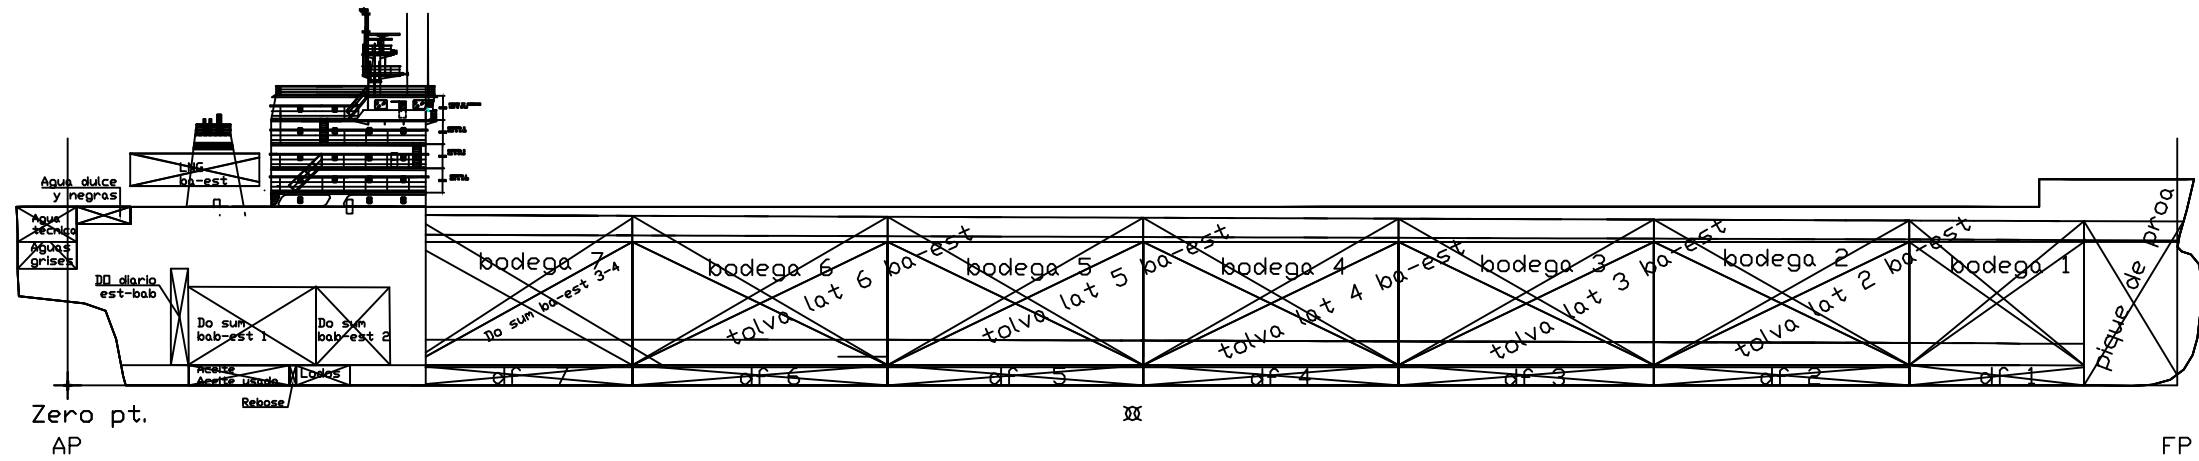 LNG
ba-est
Agua dulce
y negras
Agua
tecnica
Aguas
grises
DO diario
est-bab
Do sum
bab-est 1
Do sum
bab-est 2
Aceite
Aceite usado
Lodos
Rebose
bodega 7
Do sum ba-est 3-4
bodega 6
tolva lat 6 ba-est
bodega 5
tolva lat 5 ba-est
bodega 4
tolva lat 4 ba-est
bodega 3
tolva lat 3 ba-est
bodega 2
tolva lat 2 ba-est
bodega 1
pique de proa
df 7
df 6
df 5
df 4
df 3
df 2
df 1
Zero pt.
AP
FP